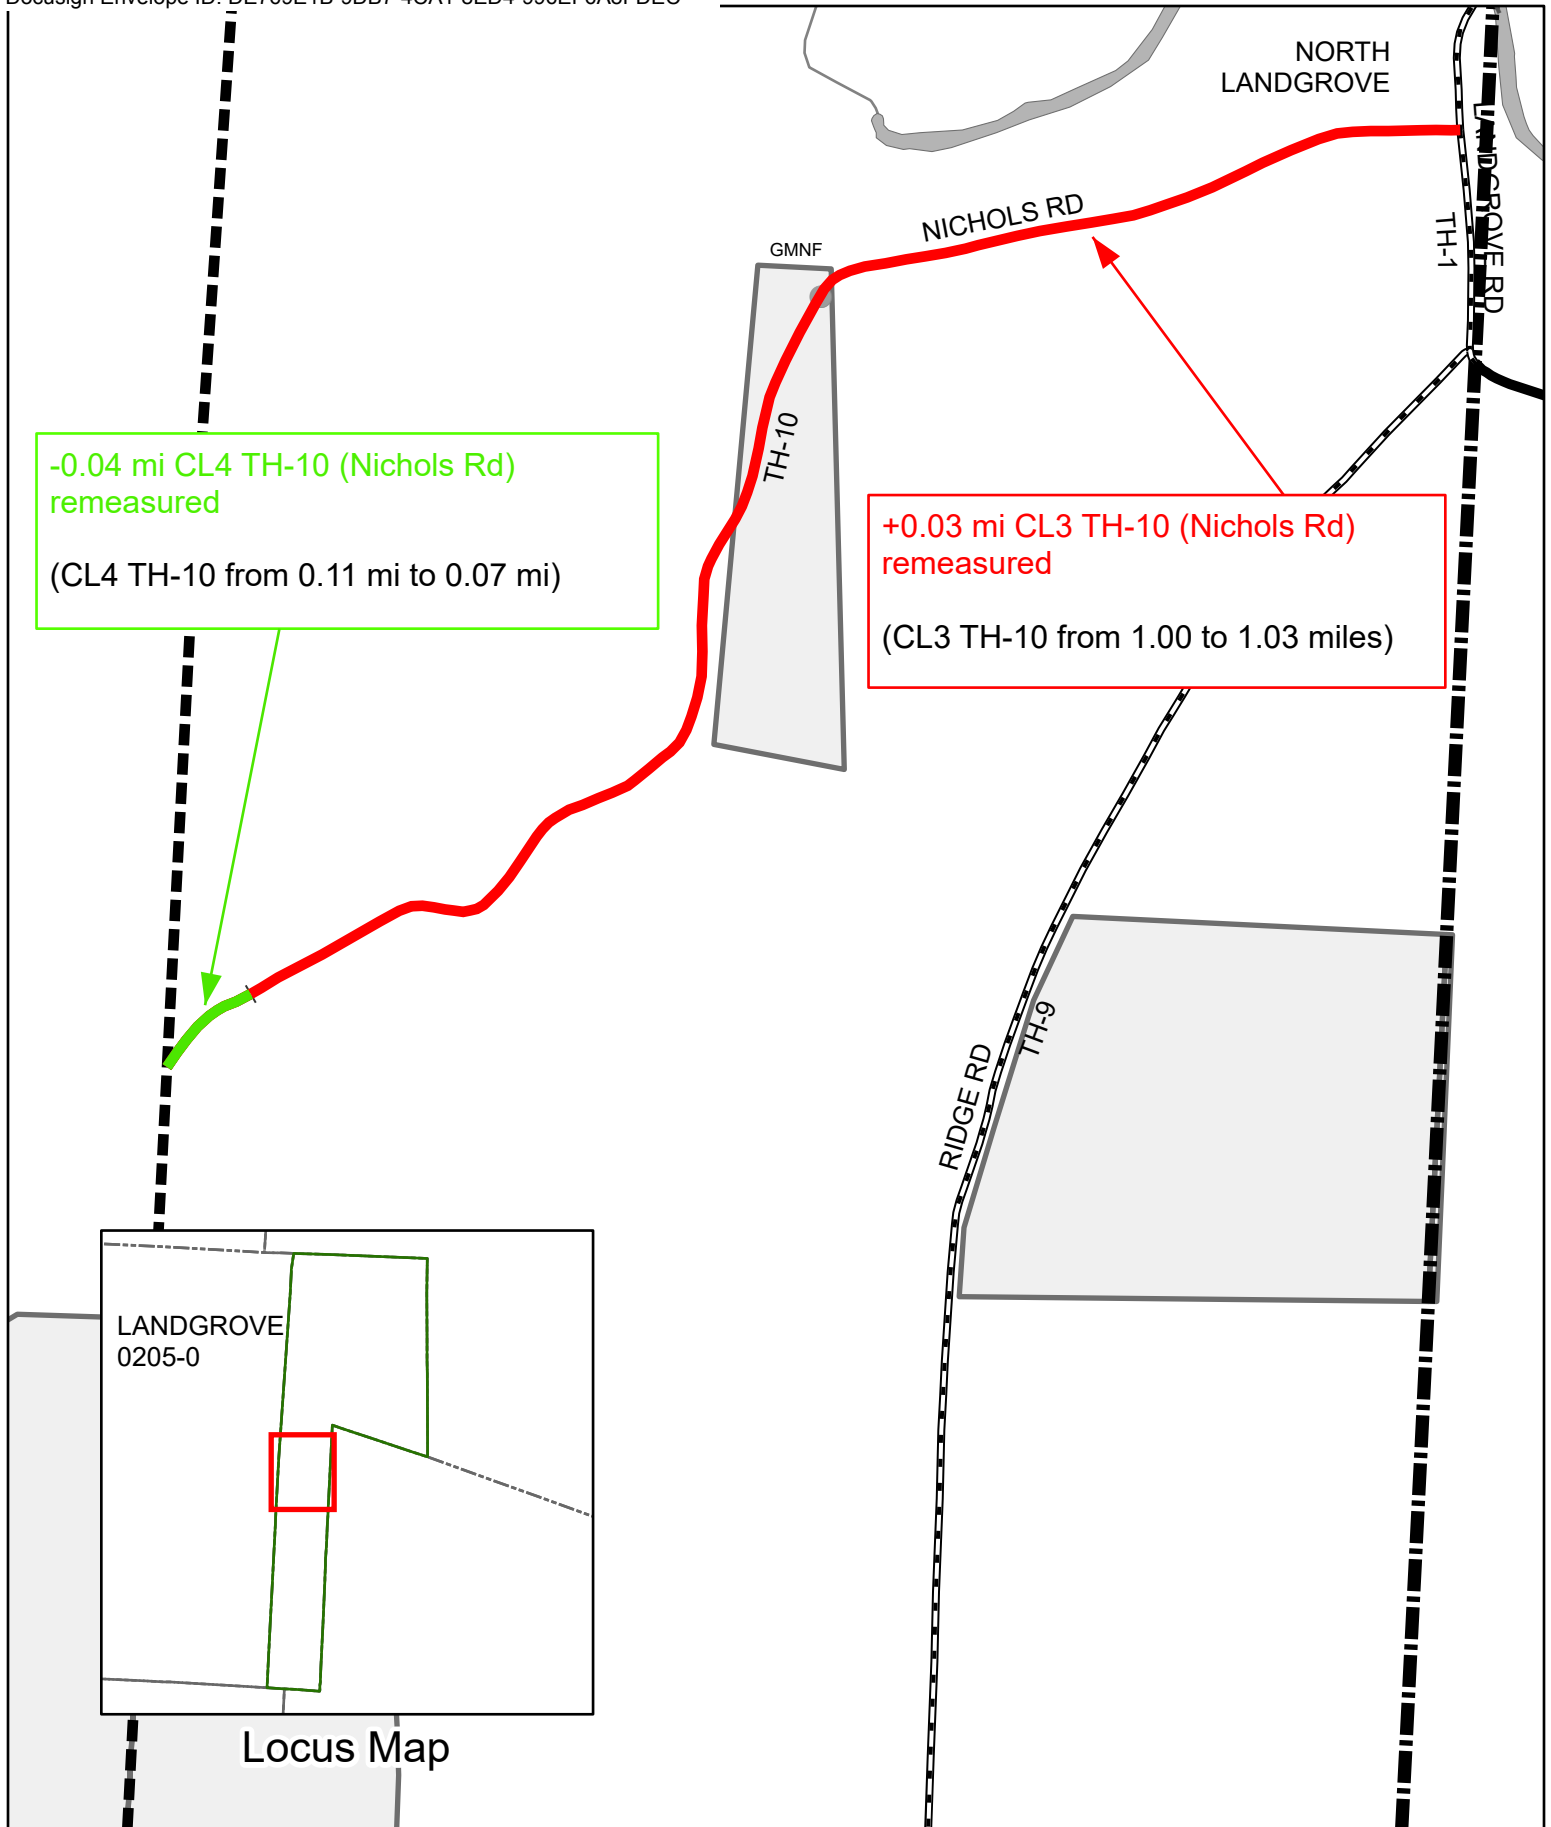 NORTH
LANDGROVE
LANDGROVE RD
NICHOLS RD
TH-1
GMNF
TH-10
-0.04 mi CL4 TH-10 (Nichols Rd)
remeasured
(CL4 TH-10 from 0.11 mi to 0.07 mi)
+0.03 mi CL3 TH-10 (Nichols Rd)
remeasured
(CL3 TH-10 from 1.00 to 1.03 miles)
TH-9
RIDGE RD
LANDGROVE
0205-0
Locus Map